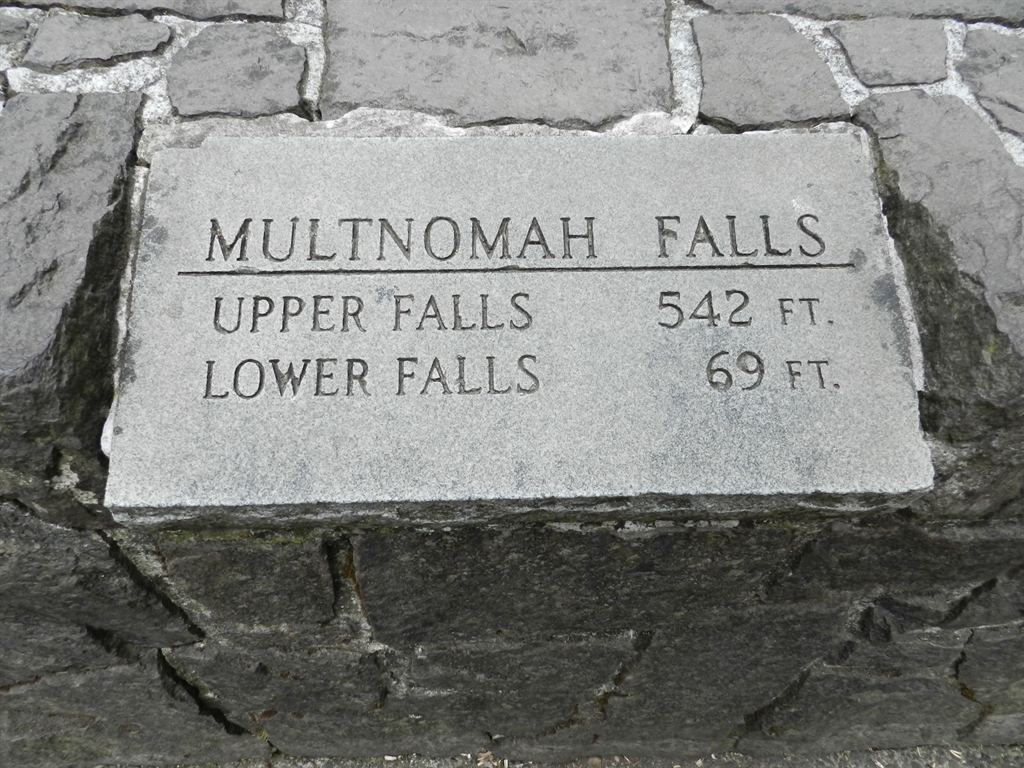 MULTNOMAH FALLS
UPPER FALLS 542 FT.
LOWER FALLS 69 FT.